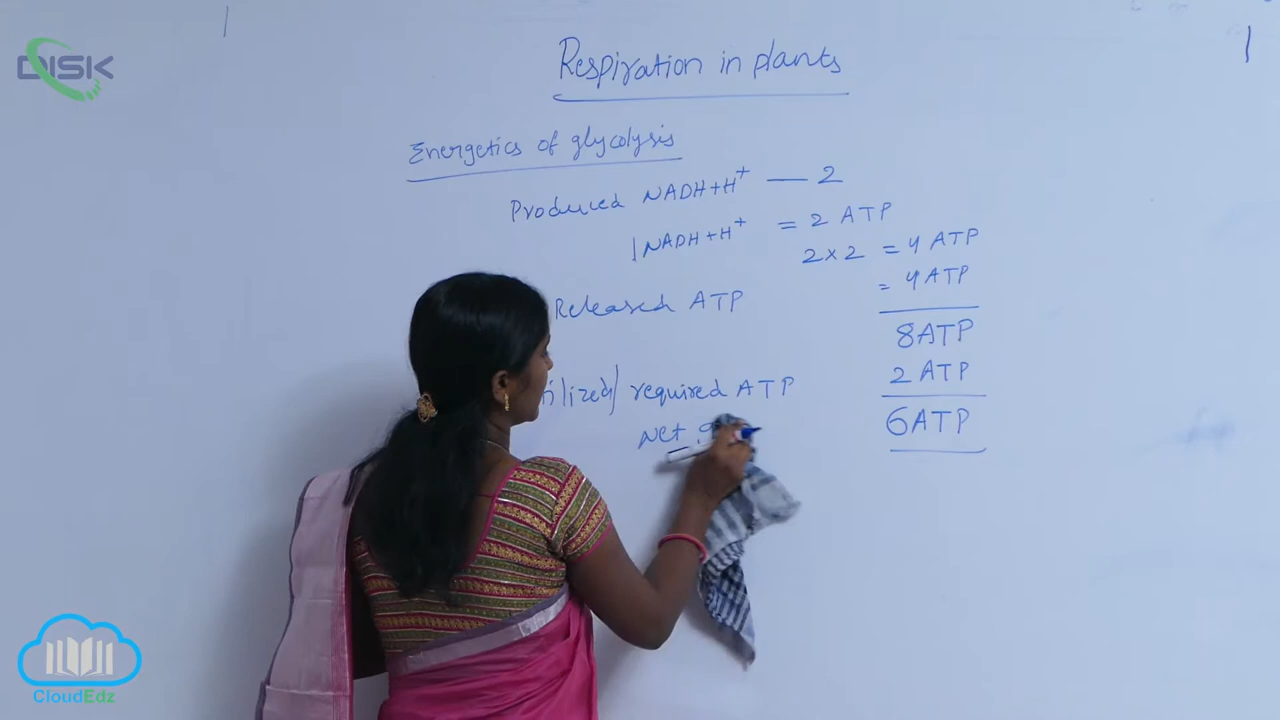 DISK
Respiration in plants
Energetics of glycolysis
Produced NADH+H⁺ — 2
1 NADH+H⁺ = 2 ATP
2×2 = 4 ATP
Released ATP = 4 ATP
8 ATP
required ATP 2 ATP
Net 6 ATP
CloudEdz